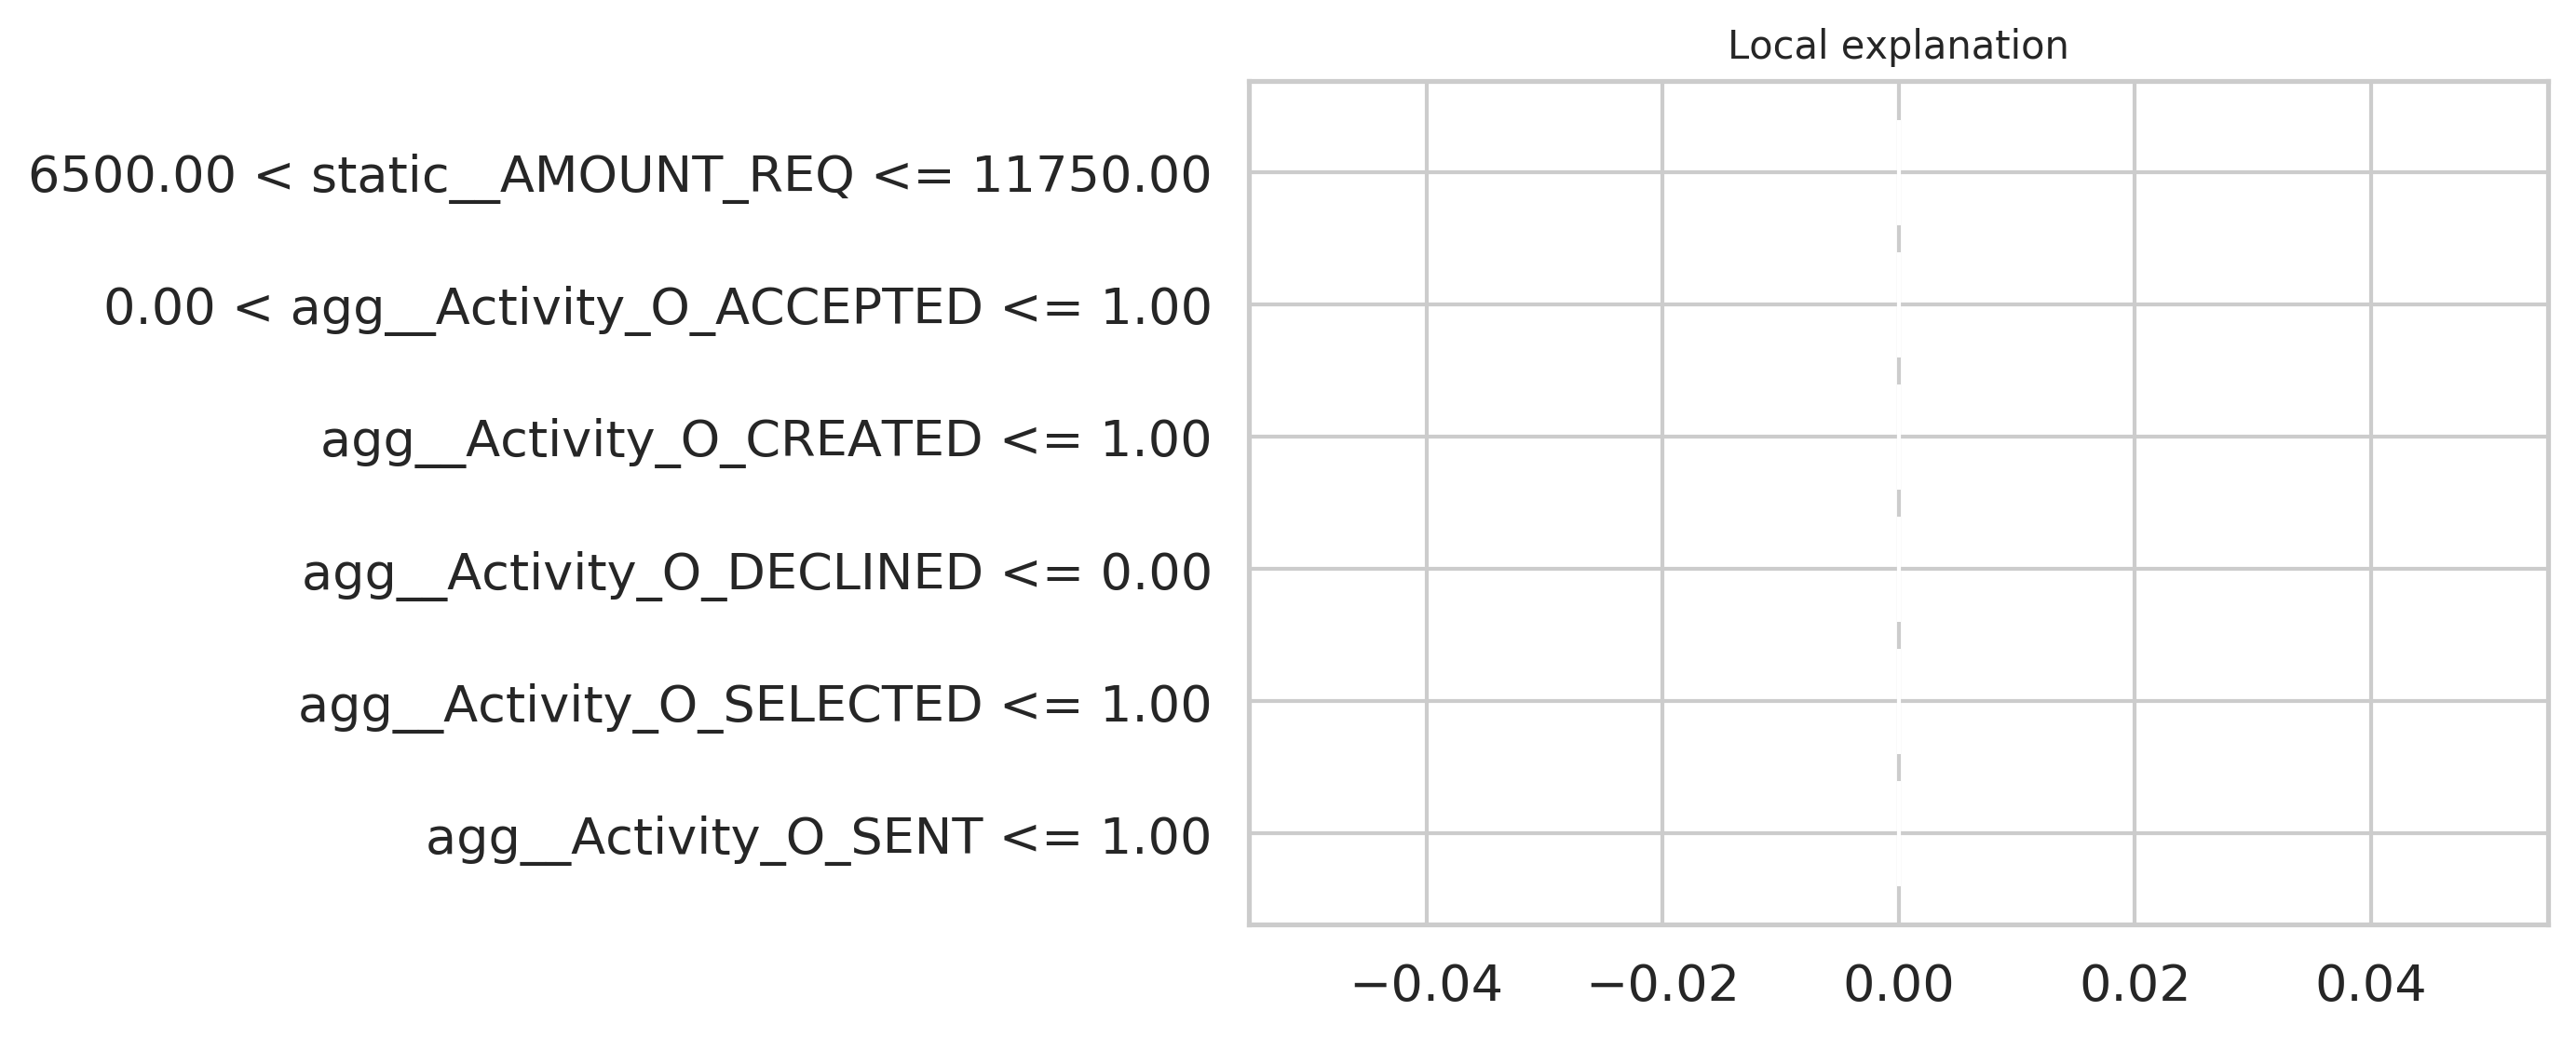 Local explanation
6500.00 < static__AMOUNT_REQ <= 11750.00
0.00 < agg__Activity_O_ACCEPTED <= 1.00
agg__Activity_O_CREATED <= 1.00
agg__Activity_O_DECLINED <= 0.00
agg__Activity_O_SELECTED <= 1.00
agg__Activity_O_SENT <= 1.00
−0.04 −0.02 0.00 0.02 0.04